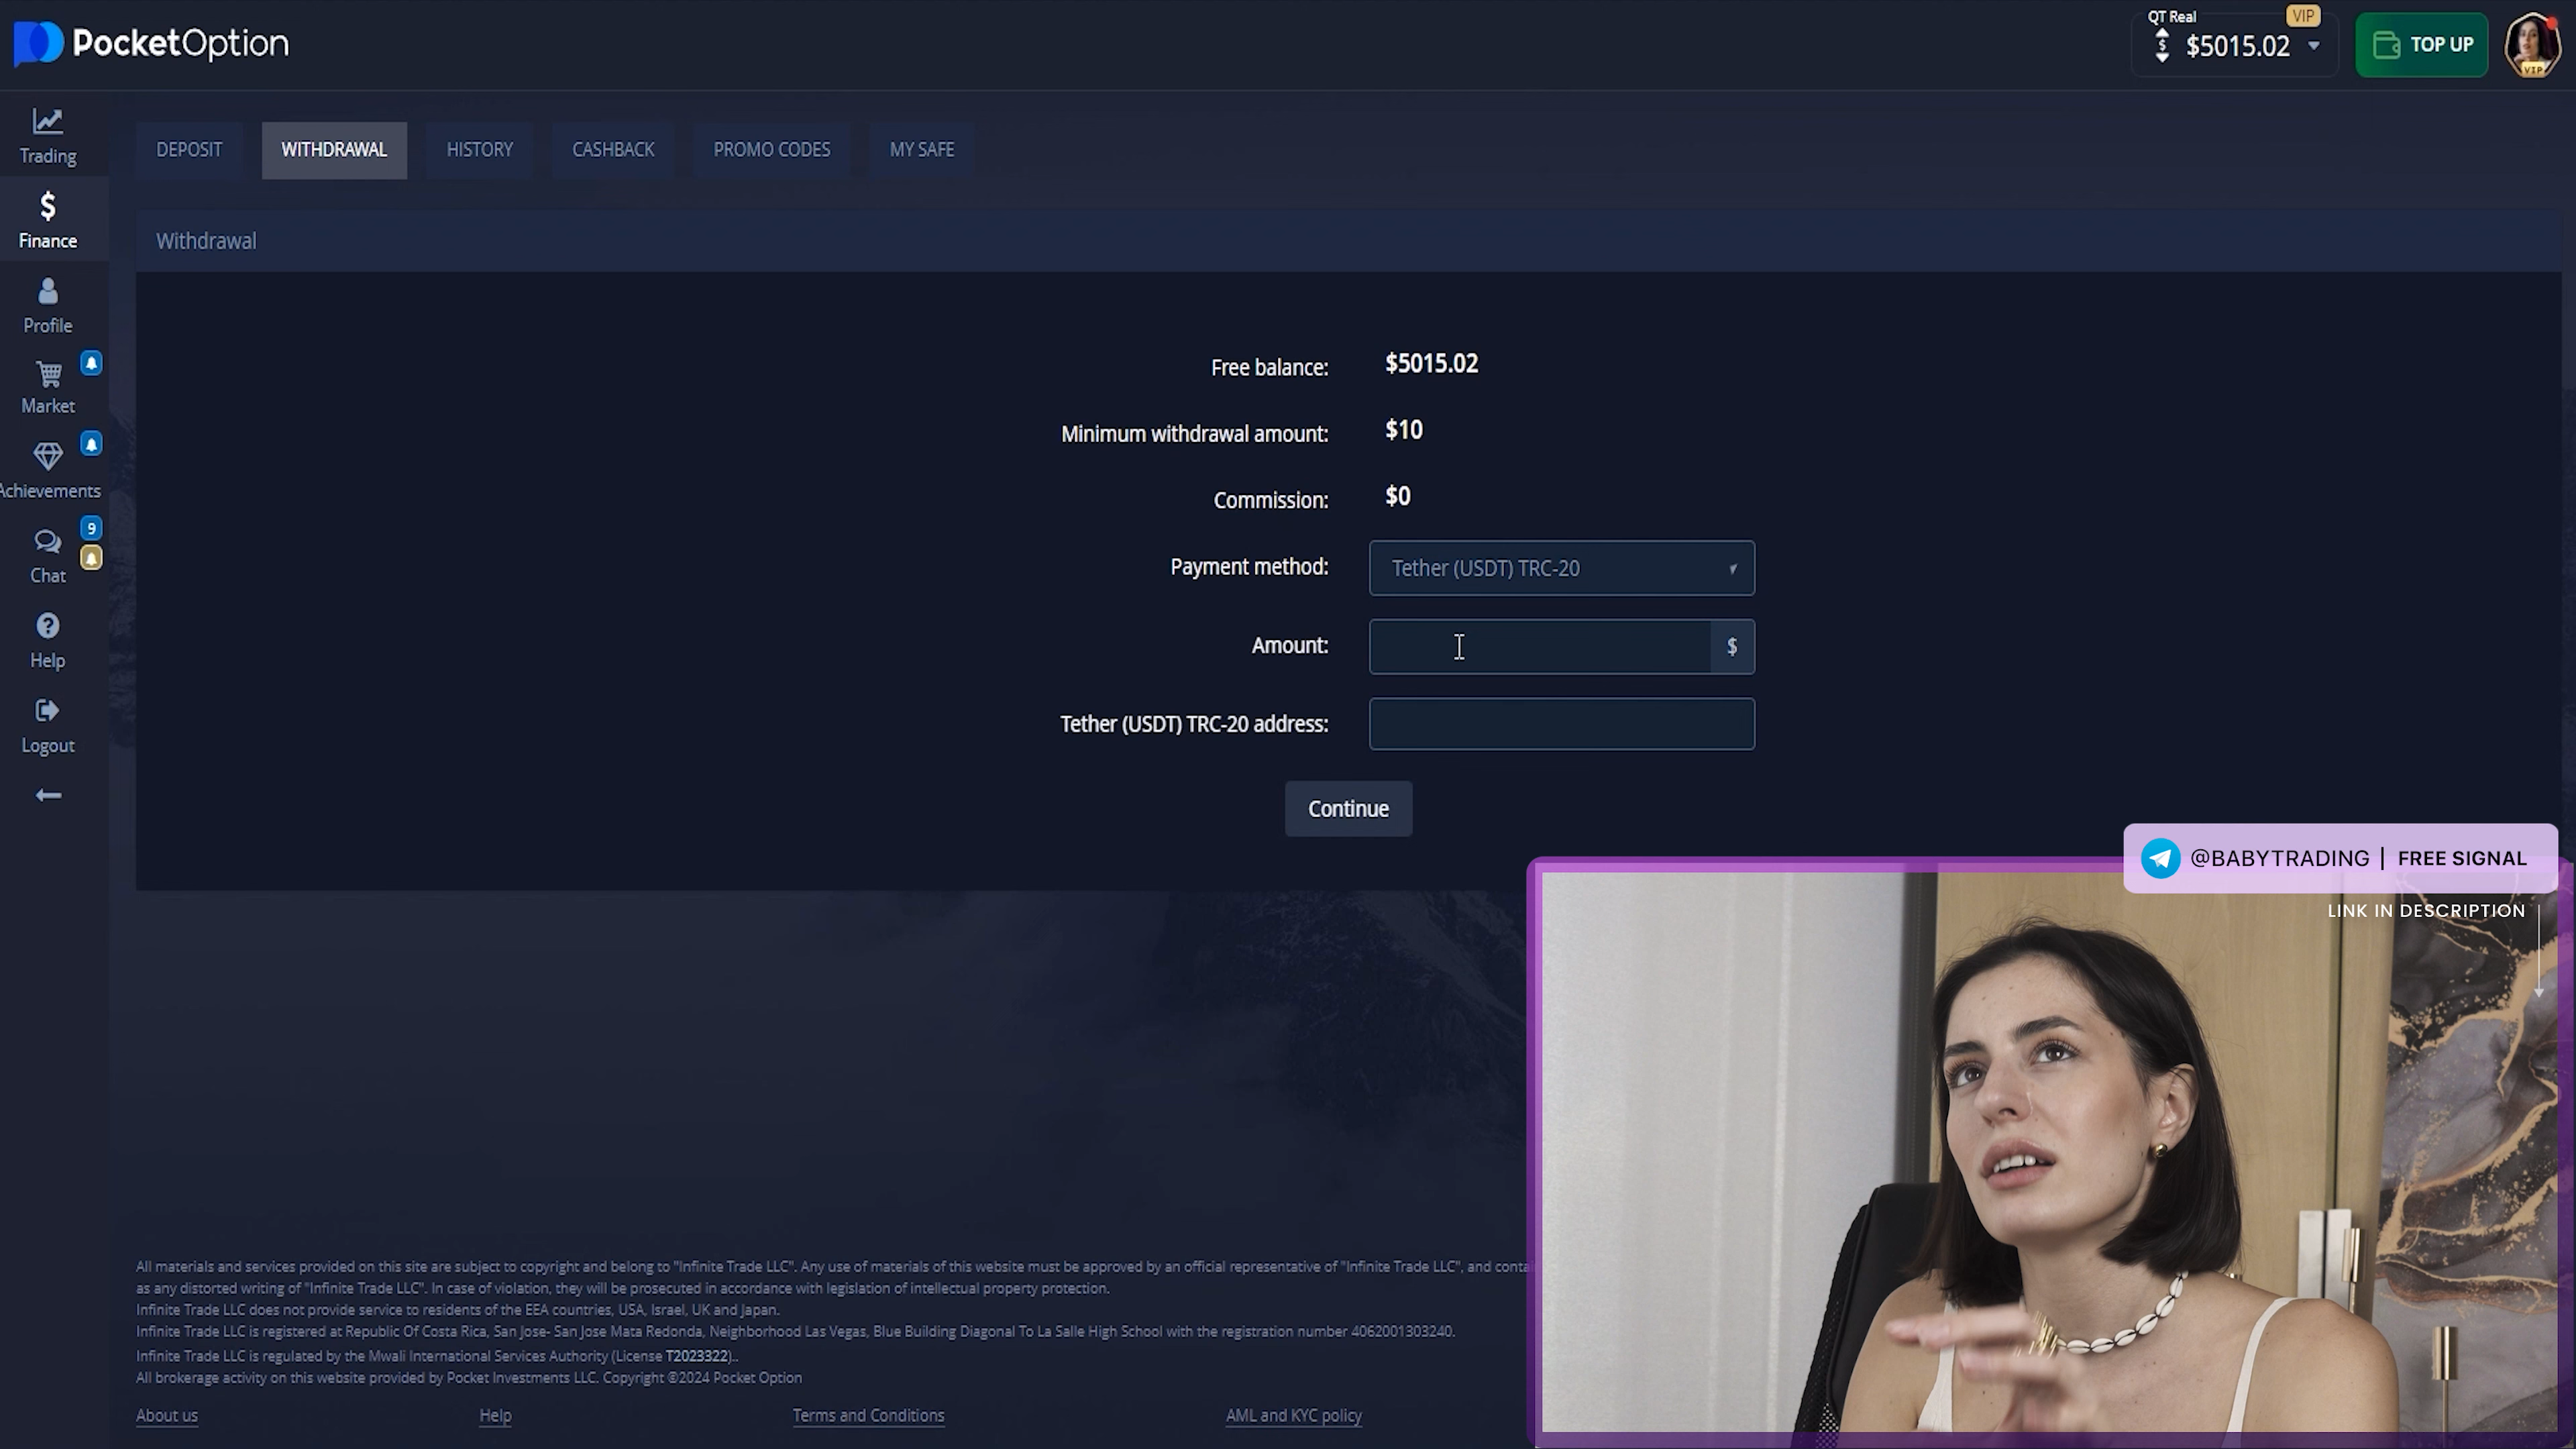 PocketOption
QT Real
VIP
$5015.02
TOP UP
VIP
Trading
Finance
Profile
Market
Achievements
9
Chat
Help
Logout
DEPOSIT
WITHDRAWAL
HISTORY
CASHBACK
PROMO CODES
MY SAFE
Withdrawal
Free balance: $5015.02
Minimum withdrawal amount: $10
Commission: $0
Payment method: Tether (USDT) TRC-20
Amount: $
Tether (USDT) TRC-20 address:
Continue
@BABYTRADING | FREE SIGNAL
LINK IN DESCRIPTION
All materials and services provided on this site are subject to copyright and belong to "Infinite Trade LLC". Any use of materials of this website must be approved by an official representative of "Infinite Trade LLC", and
as any distorted writing of "Infinite Trade LLC". In case of violation, they will be prosecuted in accordance with legislation of intellectual property protection.
Infinite Trade LLC does not provide service to residents of the EEA countries, USA, Israel, UK and Japan.
Infinite Trade LLC is registered at Republic Of Costa Rica, San Jose- San Jose Mata Redonda, Neighborhood Las Vegas, Blue Building Diagonal To La Salle High School with the registration number 4062001303240.
Infinite Trade LLC is regulated by the Mwali International Services Authority (License T2023322)..
All brokerage activity on this website provided by Pocket Investments LLC. Copyright ©2024 Pocket Option
About us
Help
Terms and Conditions
AML and KYC policy